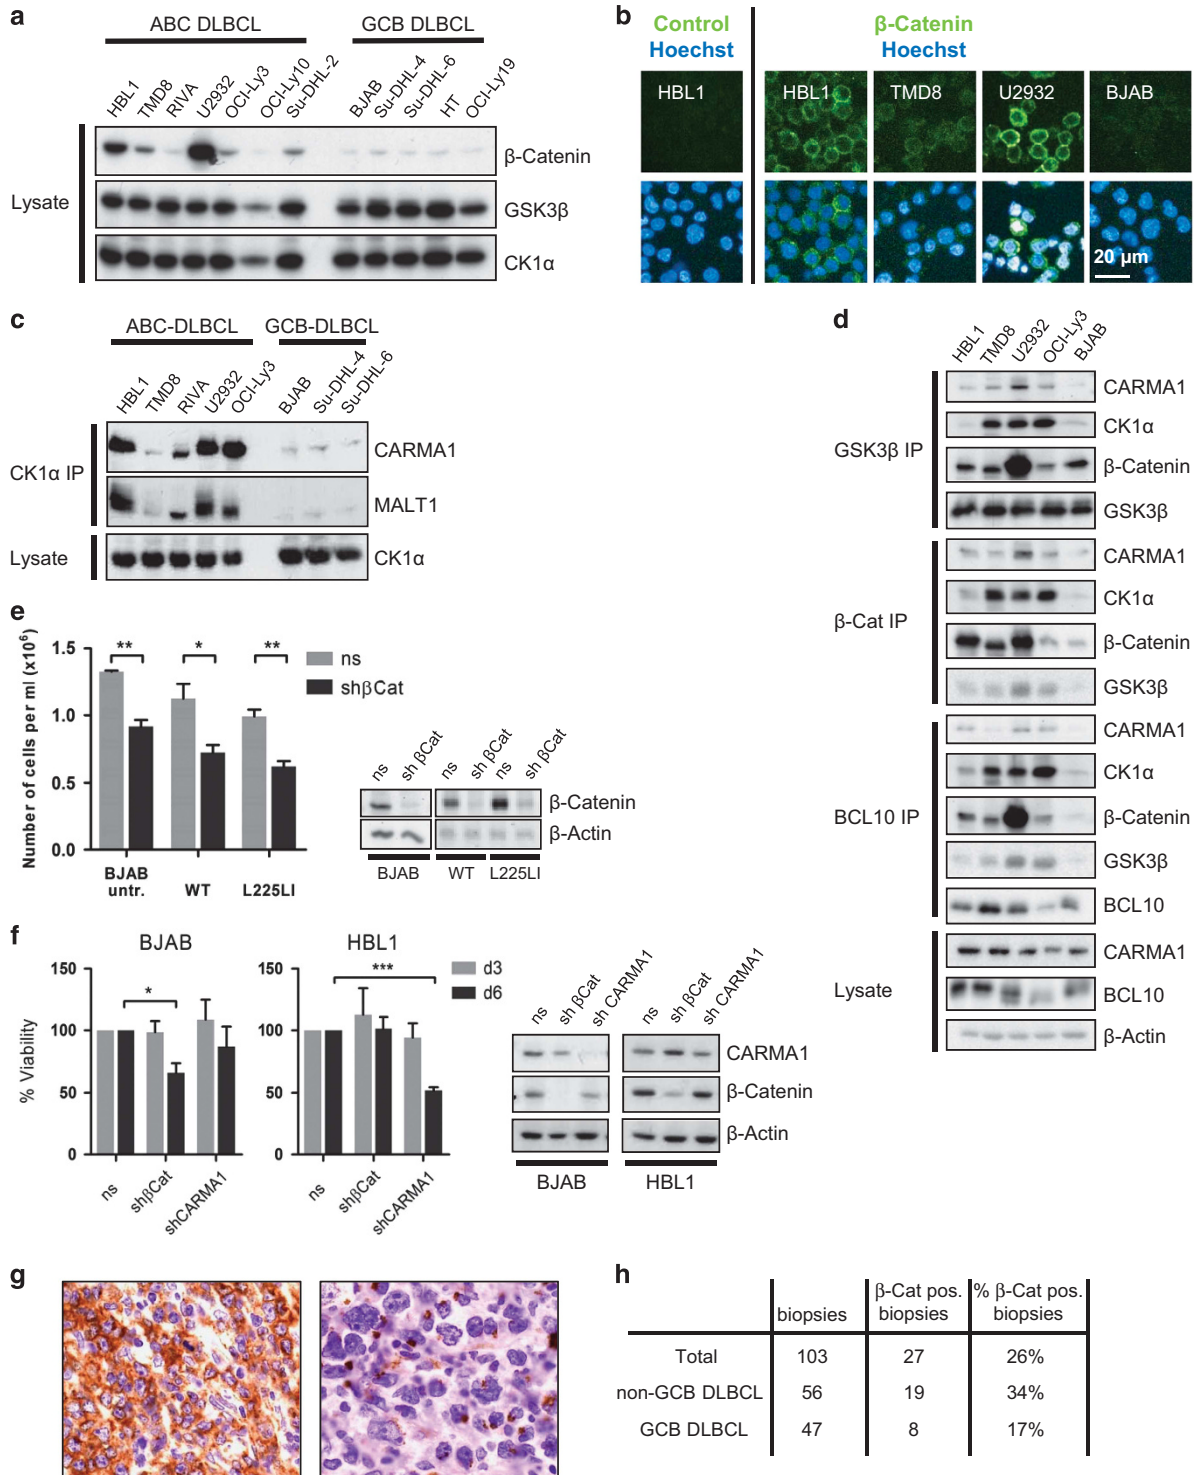 a
ABC DLBCL
GCB DLBCL
HBL1
TMD8
RIVA
U2932
OCI-Ly3
OCI-Ly10
Su-DHL-2
BJAB
Su-DHL-4
Su-DHL-6
HT
OCI-Ly19
Lysate
β-Catenin
GSK3β
CK1α
b
Control
Hoechst
β-Catenin
Hoechst
HBL1
HBL1
TMD8
U2932
BJAB
20 μm
c
ABC-DLBCL
GCB-DLBCL
HBL1
TMD8
RIVA
U2932
OCI-Ly3
BJAB
Su-DHL-4
Su-DHL-6
CK1α IP
CARMA1
MALT1
Lysate
CK1α
d
HBL1
TMD8
U2932
OCI-Ly3
BJAB
GSK3β IP
CARMA1
CK1α
β-Catenin
GSK3β
β-Cat IP
CARMA1
CK1α
β-Catenin
GSK3β
BCL10 IP
CARMA1
CK1α
β-Catenin
GSK3β
BCL10
Lysate
CARMA1
BCL10
β-Actin
e
Number of cells per ml (x10⁶)
1.5
1.0
0.5
0.0
**
*
**
ns
shβCat
BJAB
untr.
WT
L225LI
ns
sh βCat
ns
sh βCat
ns
sh βCat
β-Catenin
β-Actin
BJAB
WT
L225LI
f
BJAB
HBL1
% Viability
150
100
50
0
*
ns
shβCat
shCARMA1
150
100
50
0
***
ns
shβCat
shCARMA1
d3
d6
ns
sh βCat
sh CARMA1
ns
sh βCat
sh CARMA1
CARMA1
β-Catenin
β-Actin
BJAB
HBL1
g
h
biopsies
β-Cat pos.
biopsies
% β-Cat pos.
biopsies
Total 103 27 26%
non-GCB DLBCL 56 19 34%
GCB DLBCL 47 8 17%